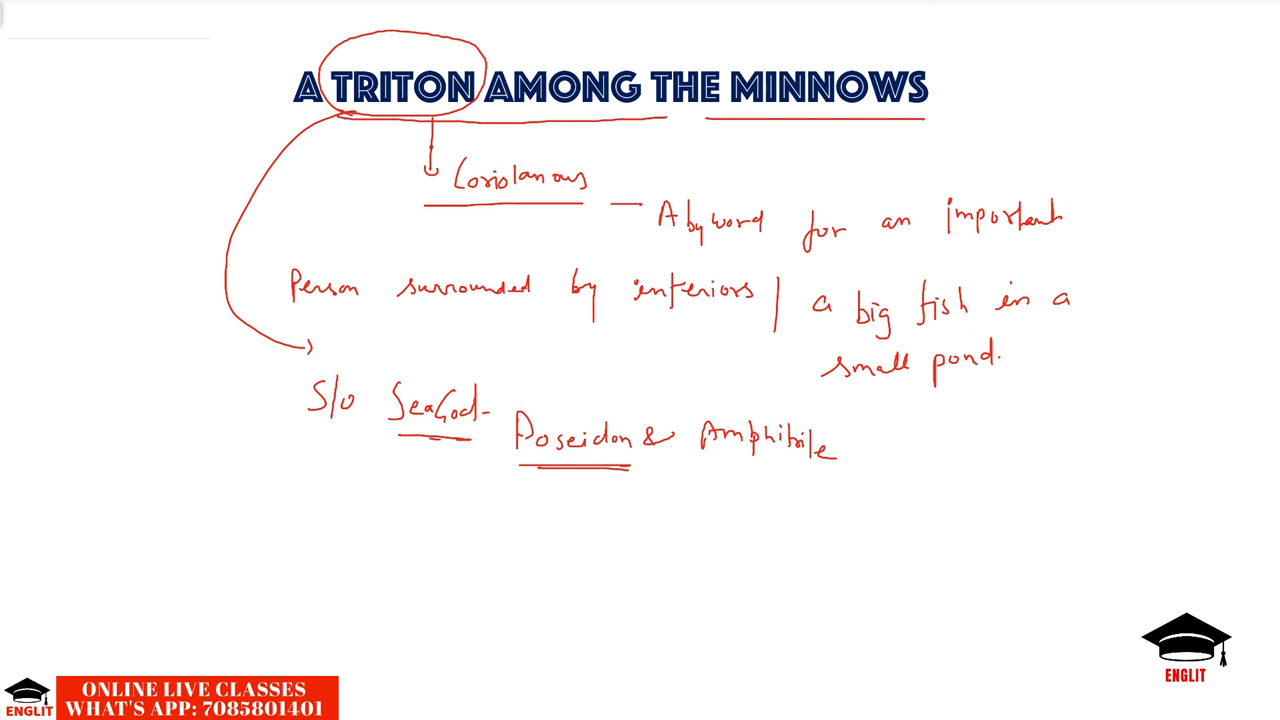 A TRITON AMONG THE MINNOWS
Coriolanous
— A byword for an important
Person surrounded by inferiors | a big fish in a
small pond.
S/o SeaGod-
Poseidon & Amphitrile
ENGLIT
ENGLIT
ONLINE LIVE CLASSES
WHAT'S APP: 7085801401